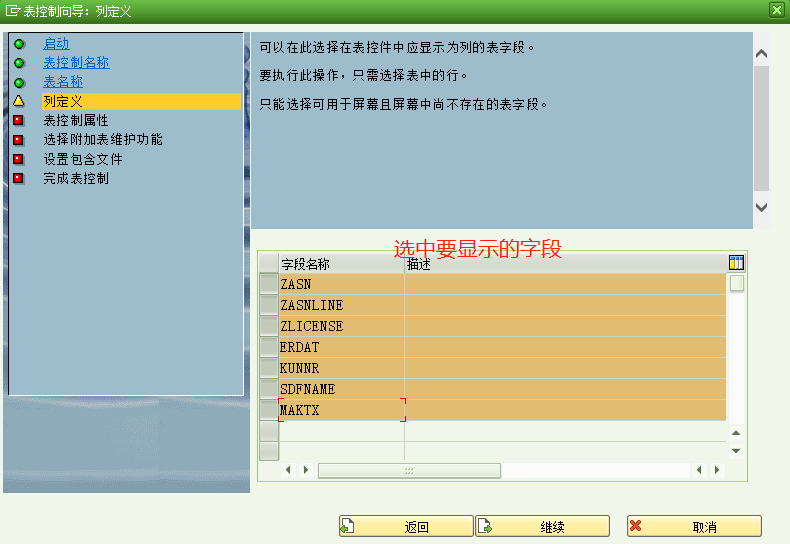 表控制向导: 列定义
启动
表控制名称
表名称
列定义
表控制属性
选择附加表维护功能
设置包含文件
完成表控制
可以在此选择在表控件中应显示为列的表字段。
要执行此操作，只需选择表中的行。
只能选择可用于屏幕且屏幕中尚不存在的表字段。
选中要显示的字段
字段名称 描述
ZASN
ZASNLINE
ZLICENSE
ERDAT
KUNNR
SDFNAME
MAKTX
返回 继续 取消